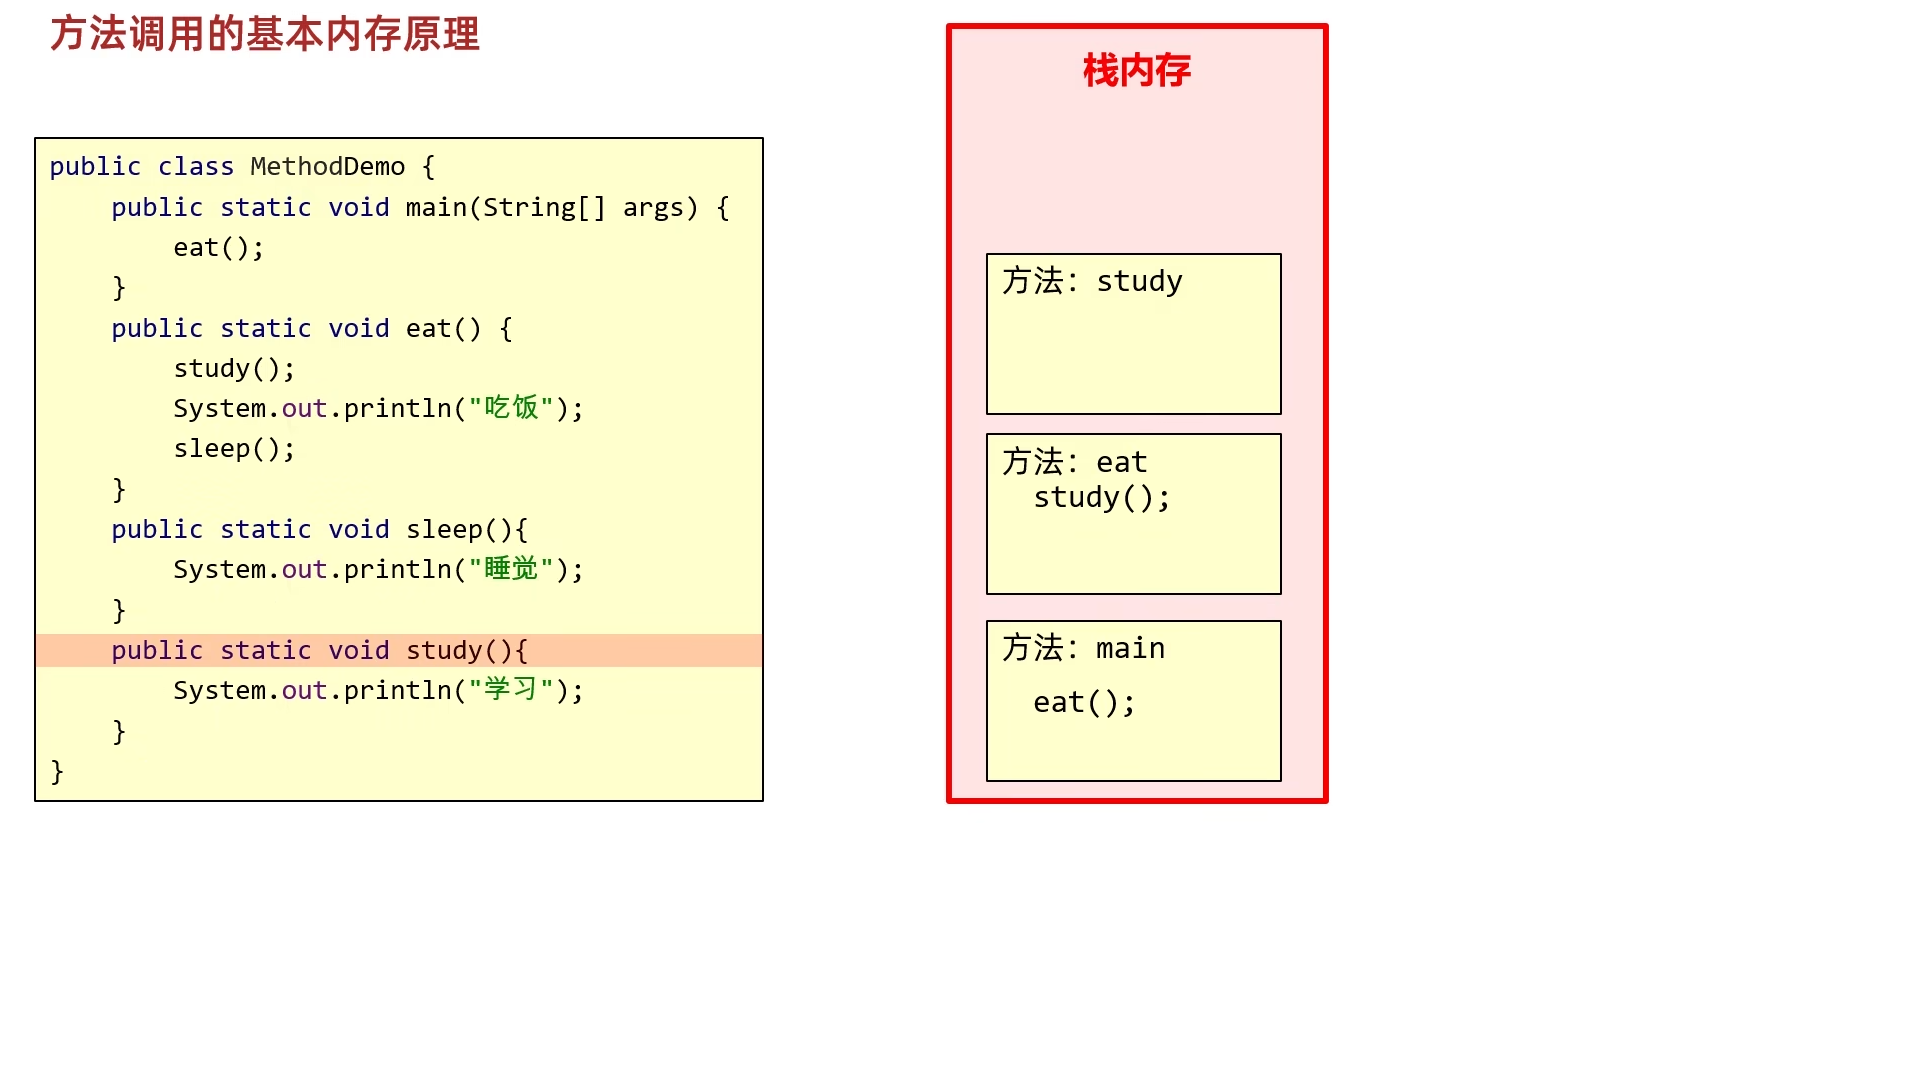 方法调用的基本内存原理
public class MethodDemo {
    public static void main(String[] args) {
        eat();
    }
    public static void eat() {
        study();
        System.out.println("吃饭");
        sleep();
    }
    public static void sleep(){
        System.out.println("睡觉");
    }
    public static void study(){
        System.out.println("学习");
    }
}
栈内存
方法：study
方法：eat
study();
方法：main
eat();